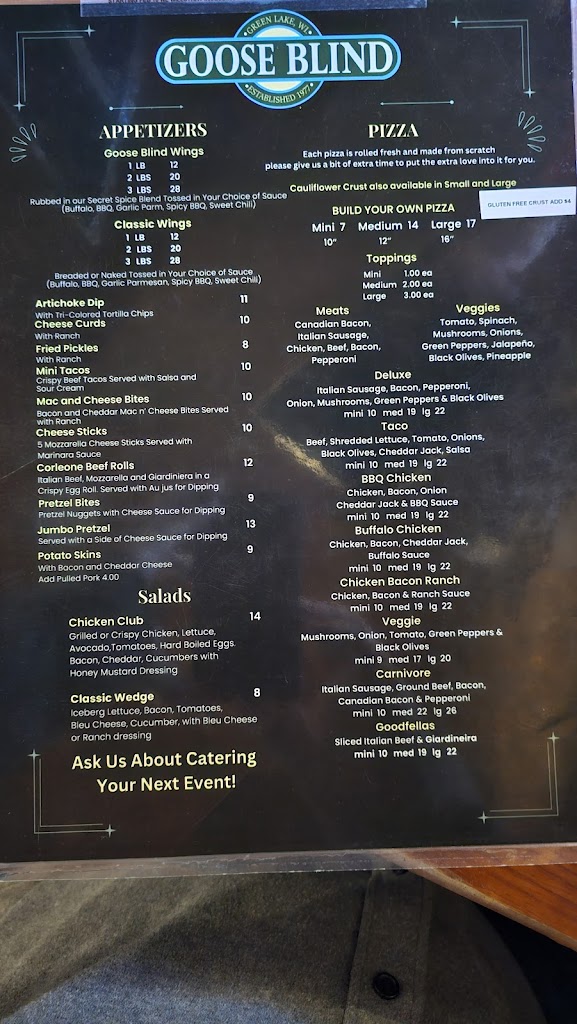 GREEN LAKE, WI.
GOOSE BLIND
ESTABLISHED 1977
APPETIZERS
Goose Blind Wings
1 LB 12
2 LBS 20
3 LBS 28
Rubbed in our Secret Spice Blend Tossed in Your Choice of Sauce
(Buffalo, BBQ, Garlic Parm, Spicy BBQ, Sweet Chili)
Classic Wings
1 LB 12
2 LBS 20
3 LBS 28
Breaded or Naked Tossed in Your Choice of Sauce
(Buffalo, BBQ, Garlic Parmesan, Spicy BBQ, Sweet Chili)
Artichoke Dip 11
With Tri-Colored Tortilla Chips
Cheese Curds 10
With Ranch
Fried Pickles 8
With Ranch
Mini Tacos 10
Crispy Beef Tacos Served with Salsa and
Sour Cream
Mac and Cheese Bites 10
Bacon and Cheddar Mac n' Cheese Bites Served
with Ranch
Cheese Sticks 10
5 Mozzarella Cheese Sticks Served with
Marinara Sauce
Corleone Beef Rolls 12
Italian Beef, Mozzarella and Giardiniera in a
Crispy Egg Roll. Served with Au jus for Dipping
Pretzel Bites 9
Pretzel Nuggets with Cheese Sauce for Dipping
Jumbo Pretzel 13
Served with a Side of Cheese Sauce for Dipping
Potato Skins 9
With Bacon and Cheddar Cheese
Add Pulled Pork 4.00
Salads
Chicken Club 14
Grilled or Crispy Chicken, Lettuce,
Avocado,Tomatoes, Hard Boiled Eggs.
Bacon, Cheddar, Cucumbers with
Honey Mustard Dressing
Classic Wedge 8
Iceberg Lettuce, Bacon, Tomatoes,
Bleu Cheese, Cucumber, with Bleu Cheese
or Ranch dressing
Ask Us About Catering
Your Next Event!
PIZZA
Each pizza is rolled fresh and made from scratch
please give us a bit of extra time to put the extra love into it for you.
Cauliflower Crust also available in Small and Large
GLUTEN FREE CRUST ADD $4
BUILD YOUR OWN PIZZA
Mini 7 Medium 14 Large 17
10" 12" 16"
Toppings
Mini 1.00 ea
Medium 2.00 ea
Large 3.00 ea
Meats
Canadian Bacon,
Italian Sausage,
Chicken, Beef, Bacon,
Pepperoni
Veggies
Tomato, Spinach,
Mushrooms, Onions,
Green Peppers, Jalapeño,
Black Olives, Pineapple
Deluxe
Italian Sausage, Bacon, Pepperoni,
Onion, Mushrooms, Green Peppers & Black Olives
mini 10 med 19 lg 22
Taco
Beef, Shredded Lettuce, Tomato, Onions,
Black Olives, Cheddar Jack, Salsa
mini 10 med 19 lg 22
BBQ Chicken
Chicken, Bacon, Onion
Cheddar Jack & BBQ Sauce
mini 10 med 19 lg 22
Buffalo Chicken
Chicken, Bacon, Cheddar Jack,
Buffalo Sauce
mini 10 med 19 lg 22
Chicken Bacon Ranch
Chicken, Bacon & Ranch Sauce
mini 10 med 19 lg 22
Veggie
Mushrooms, Onion, Tomato, Green Peppers &
Black Olives
mini 9 med 17 lg 20
Carnivore
Italian Sausage, Ground Beef, Bacon,
Canadian Bacon & Pepperoni
mini 10 med 22 lg 26
Goodfellas
Sliced Italian Beef & Giardineira
mini 10 med 19 lg 22